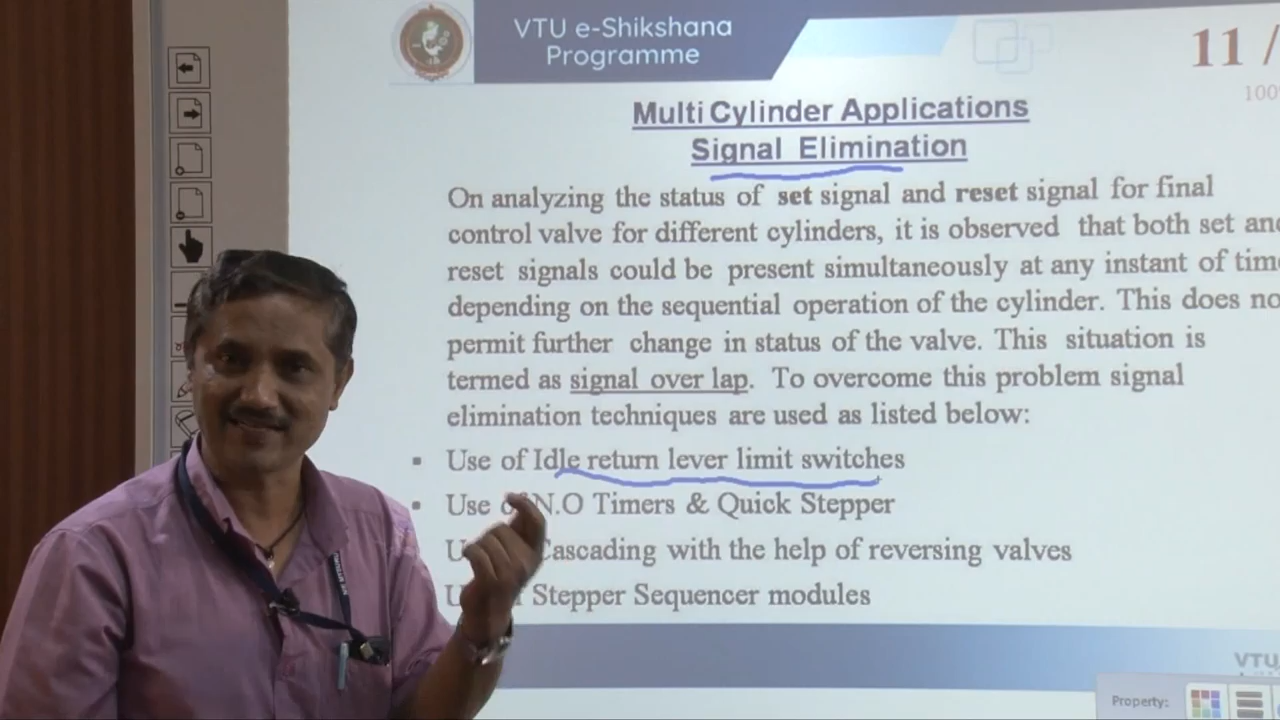 VTU e-Shikshana
Programme
11 /
100%
Multi Cylinder Applications
Signal Elimination
On analyzing the status of set signal and reset signal for final
control valve for different cylinders, it is observed that both set and
reset signals could be present simultaneously at any instant of time
depending on the sequential operation of the cylinder. This does no
permit further change in status of the valve. This situation is
termed as signal over lap. To overcome this problem signal
elimination techniques are used as listed below:
▪ Use of Idle return lever limit switches
▪ Use N.O Timers & Quick Stepper
Cascading with the help of reversing valves
Stepper Sequencer modules
VTU
Property: